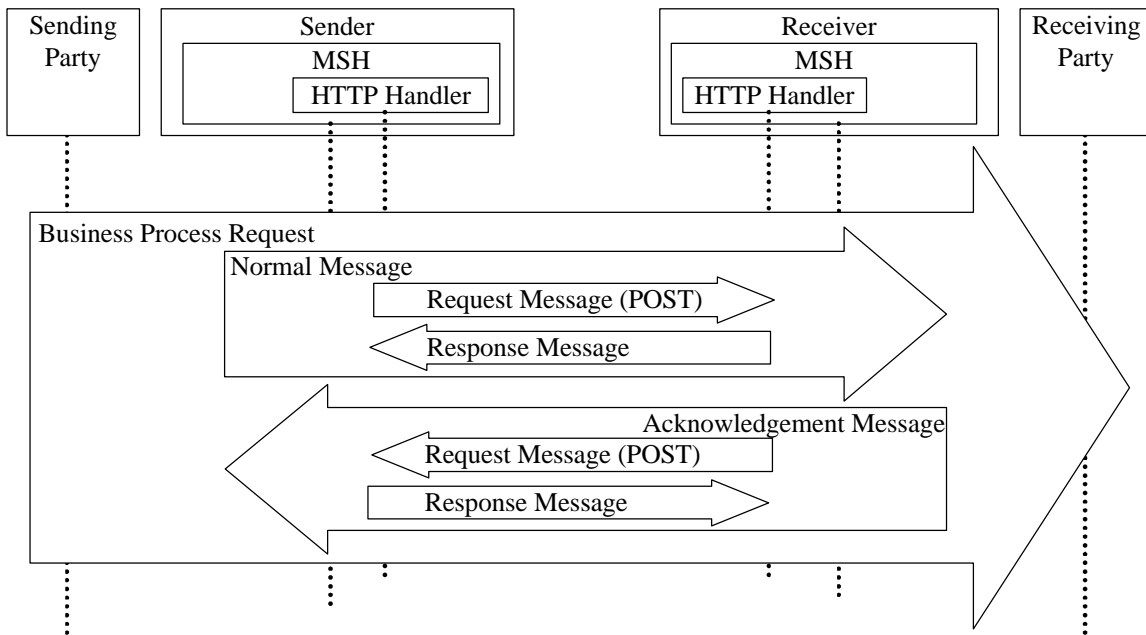 Sending
Party
Sender
MSH
HTTP Handler
Receiver
MSH
HTTP Handler
Receiving
Party
Business Process Request
Normal Message
Request Message (POST)
Response Message
Acknowledgement Message
Request Message (POST)
Response Message